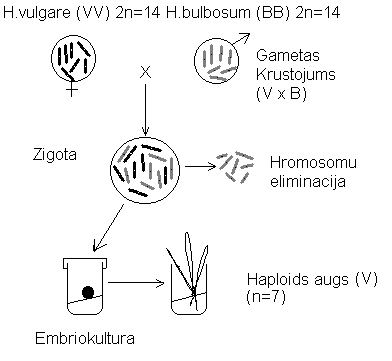 H.vulgare (VV) 2n=14 H.bulbosum (BB) 2n=14
Gametas
Krustojums
(V x B)
X
Zigota
Hromosomu
eliminacija
Haploids augs (V)
(n=7)
Embriokultura